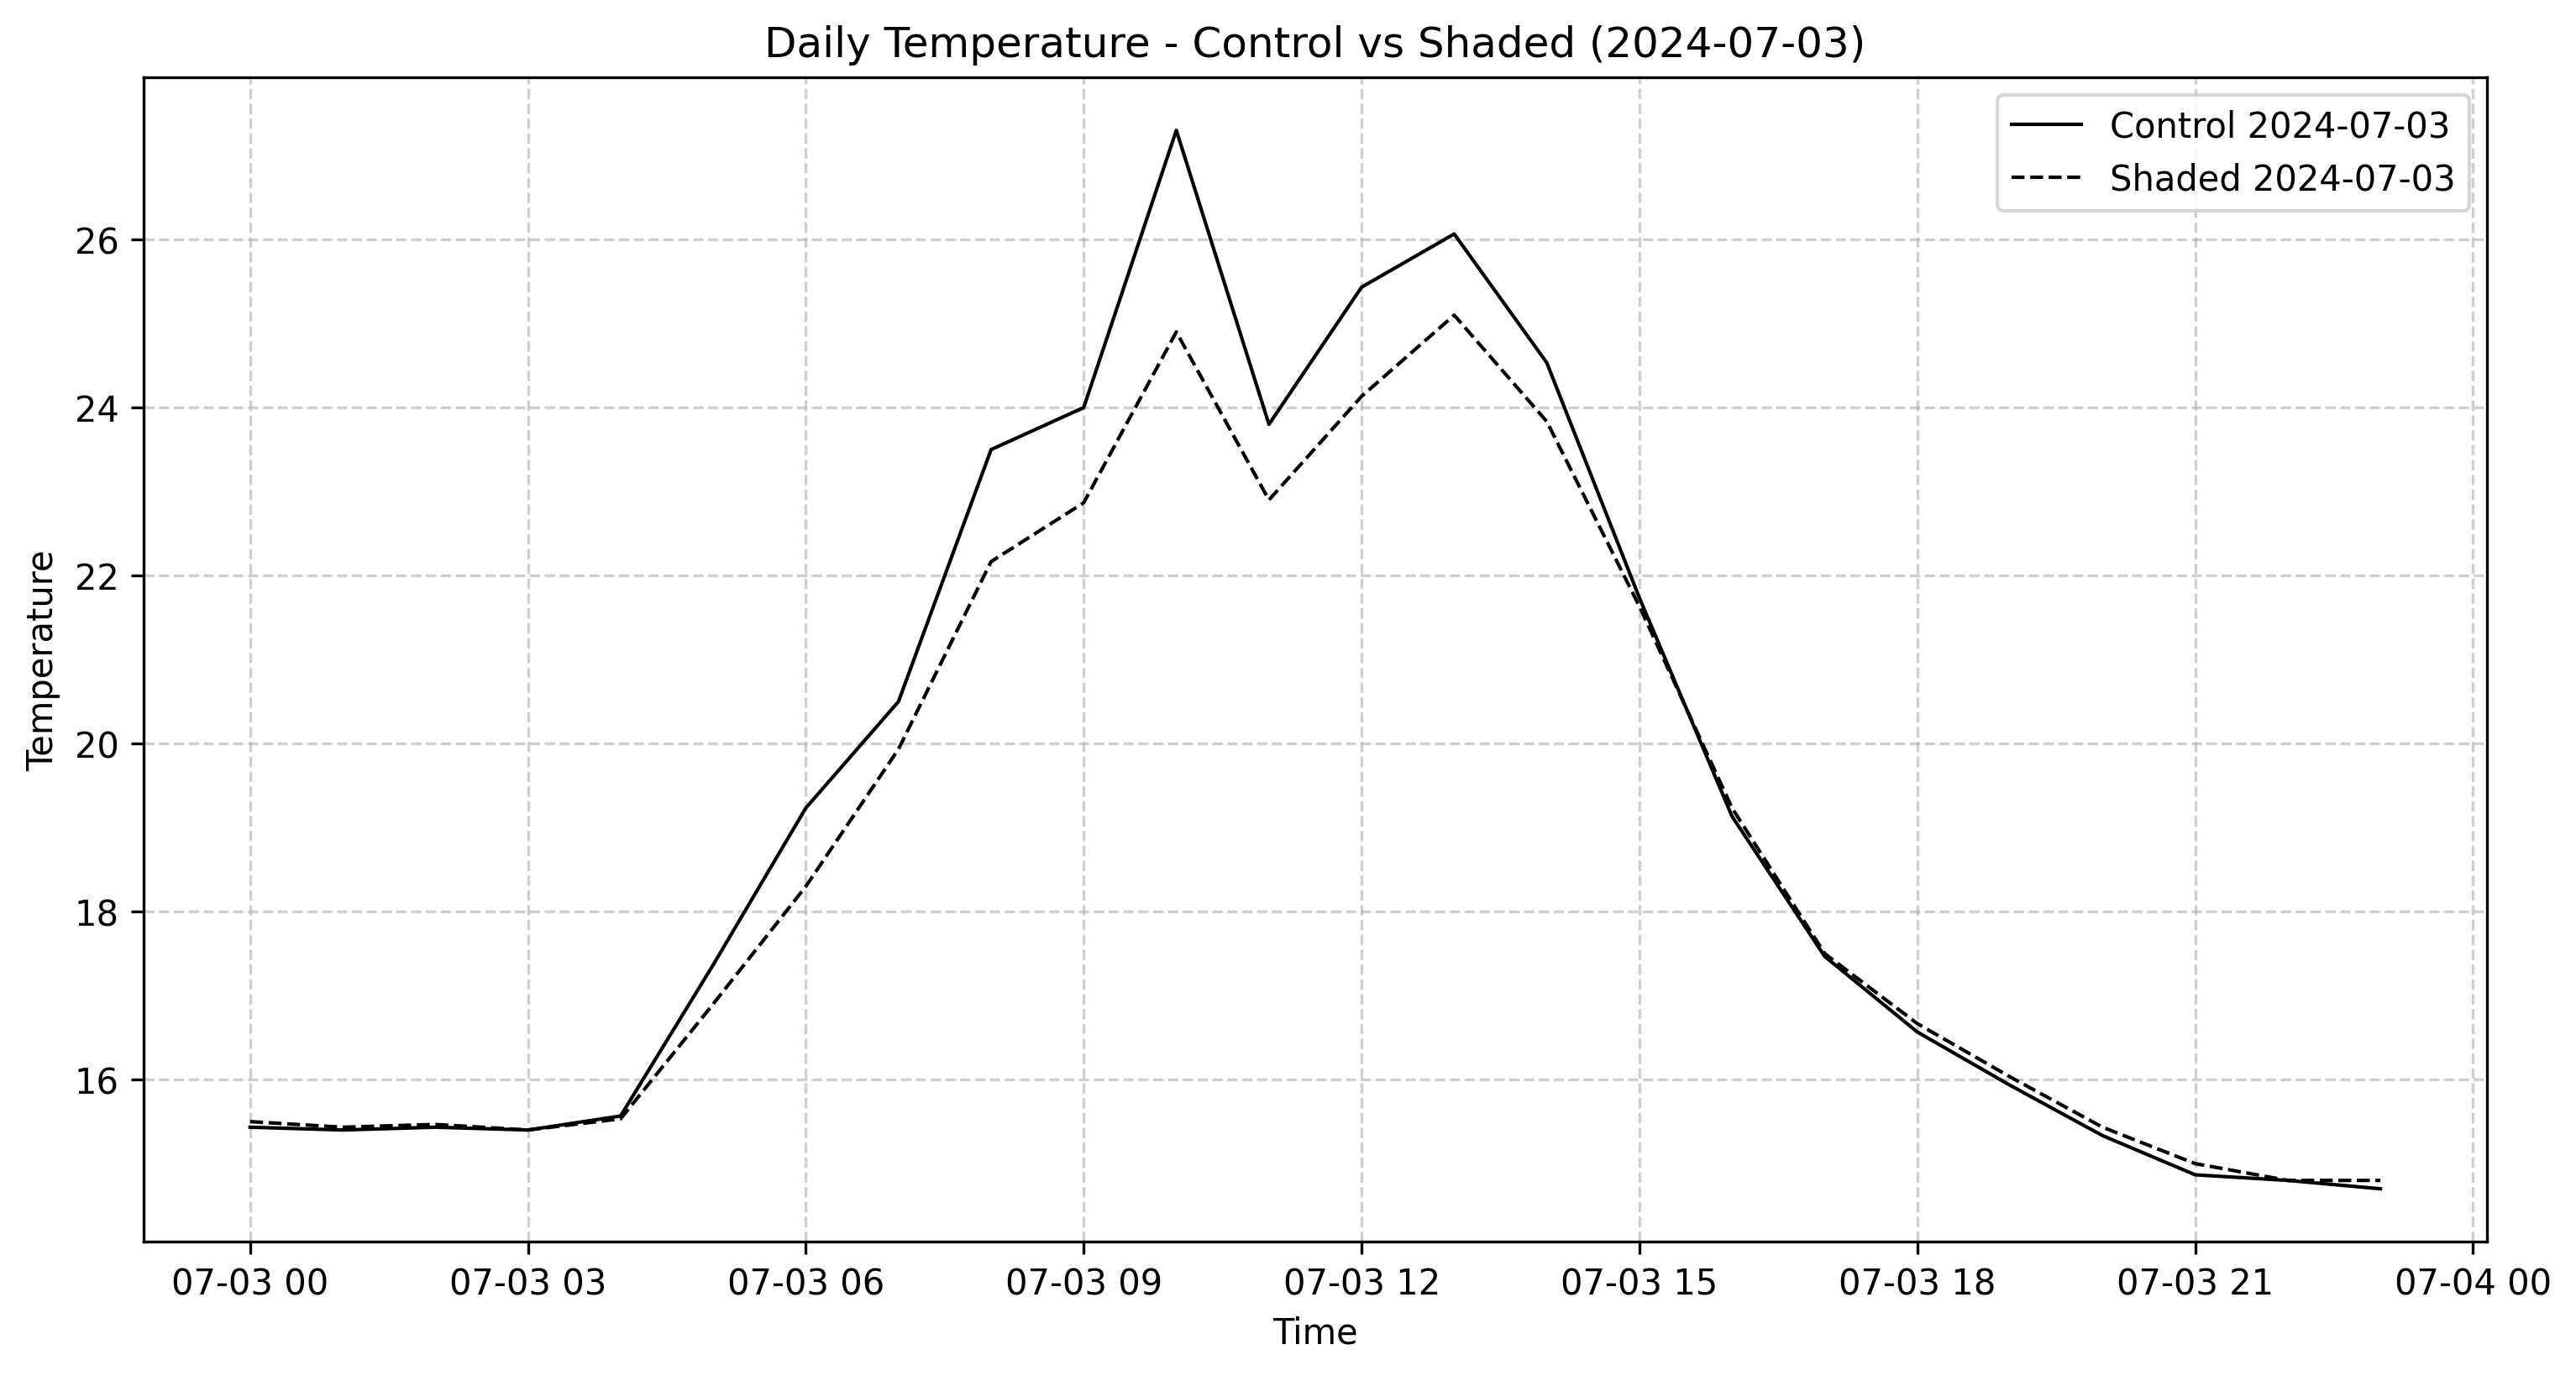 Daily Temperature - Control vs Shaded (2024-07-03)
Control 2024-07-03
Shaded 2024-07-03
Temperature
26
24
22
20
18
16
07-03 00 07-03 03 07-03 06 07-03 09 07-03 12 07-03 15 07-03 18 07-03 21 07-04 00
Time